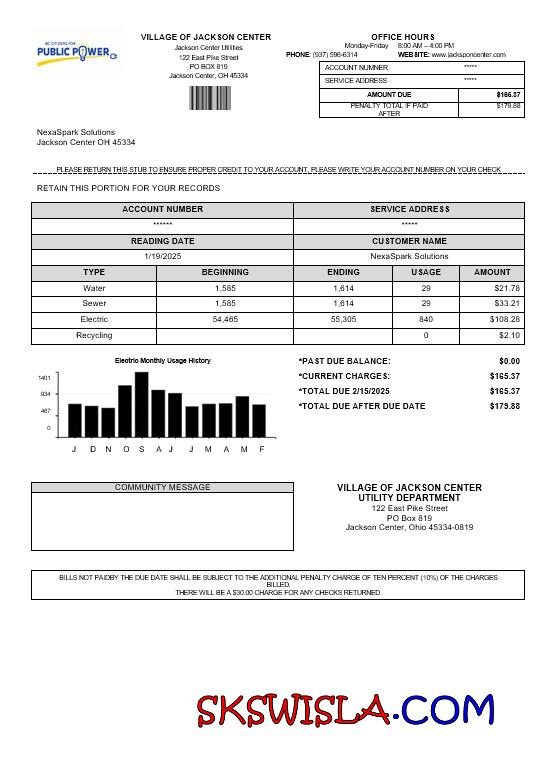 WE CITIZENS FOR
PUBLIC POWER
VILLAGE OF JACKSON CENTER
Jackson Center Utilities
122 East Pike Street
PO BOX 819
Jackson Center, OH 45334
OFFICE HOURS
Monday-Friday 8:00 AM – 4:00 PM
PHONE: (937) 596-6314 WEBSITE: www.jacksponcenter.com
ACCOUNT NUMNER *****
SERVICE ADDRESS *****
AMOUNT DUE $165.37
PENALTY TOTAL IF PAID AFTER $179.88
NexaSpark Solutions
Jackson Center OH 45334
PLEASE RETURN THIS STUB TO ENSURE PROPER CREDIT TO YOUR ACCOUNT, PLEASE WRITE YOUR ACCOUNT NUMBER ON YOUR CHECK
RETAIN THIS PORTION FOR YOUR RECORDS
ACCOUNT NUMBER SERVICE ADDRESS
****** *****
READING DATE CUSTOMER NAME
1/19/2025 NexaSpark Solutions
TYPE BEGINNING ENDING USAGE AMOUNT
Water 1,585 1,614 29 $21.78
Sewer 1,585 1,614 29 $33.21
Electric 54,465 55,305 840 $108.28
Recycling 0 $2.10
Electric Monthly Usage History
1401
934
467
0
J D N O S A J J M A M F
*PAST DUE BALANCE: $0.00
*CURRENT CHARGE: $165.37
*TOTAL DUE 2/15/2025 $165.37
*TOTAL DUE AFTER DUE DATE $179.88
COMMUNITY MESSAGE
VILLAGE OF JACKSON CENTER
UTILITY DEPARTMENT
122 East Pike Street
PO Box 819
Jackson Center, Ohio 45334-0819
BILLS NOT PAIDBY THE DUE DATE SHALL BE SUBJECT TO THE ADDITIONAL PENALTY CHARGE OF TEN PERCENT (10%) OF THE CHARGES
BILLED.
THERE WILL BE A $30.00 CHARGE FOR ANY CHECKS RETURNED.
SKSWISLA.COM